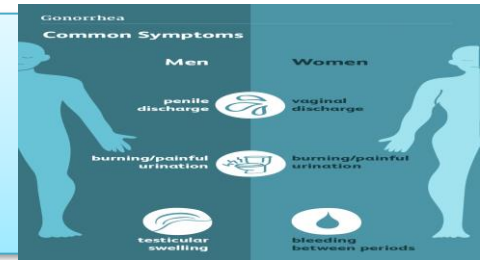 Gonorrhea
Common Symptoms
Men Women
penile vaginal
discharge discharge
burning/painful burning/painful
urination urination
testicular bleeding
swelling between periods